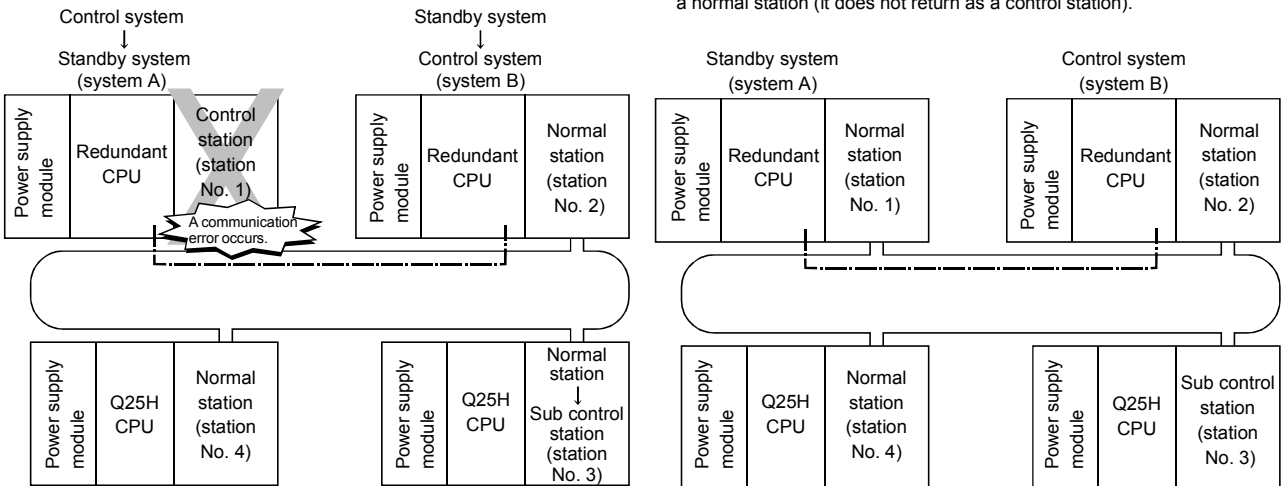 a normal station (it does not return as a control station).
Control system
↓
Standby system
(system A)
Power supply
module
Redundant
CPU
Control
station
(station
No. 1)
A communication
error occurs.
Standby system
↓
Control system
(system B)
Power supply
module
Redundant
CPU
Normal
station
(station
No. 2)
Power supply
module
Q25H
CPU
Normal
station
(station
No. 4)
Power supply
module
Q25H
CPU
Normal
station
↓
Sub control
station
(station
No. 3)
Standby system
(system A)
Power supply
module
Redundant
CPU
Normal
station
(station
No. 1)
Control system
(system B)
Power supply
module
Redundant
CPU
Normal
station
(station
No. 2)
Power supply
module
Q25H
CPU
Normal
station
(station
No. 4)
Power supply
module
Q25H
CPU
Sub control
station
(station
No. 3)